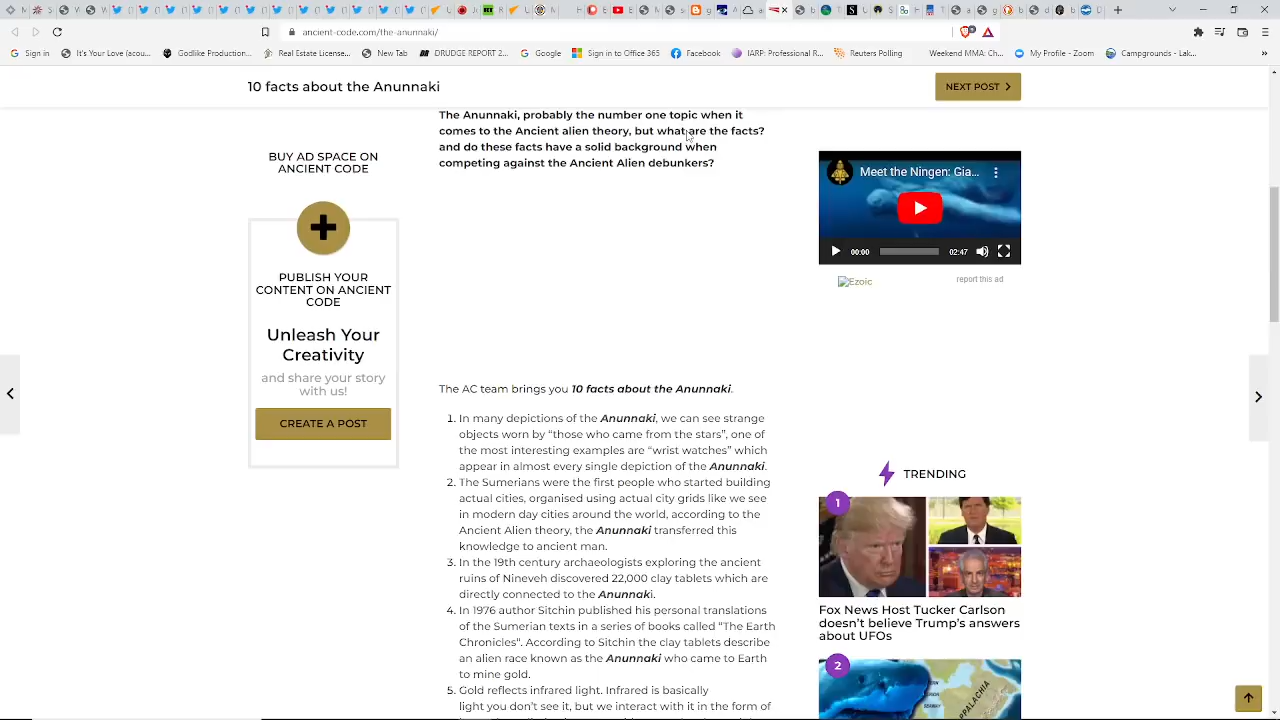 ancient-code.com/the-anunnaki/
Sign in
It's Your Love (acou...
Godlike Production...
Real Estate License...
New Tab
DRUDGE REPORT 2...
Google
Sign in to Office 365
Facebook
IARP: Professional R...
Reuters Polling
Weekend MMA: Ch...
My Profile - Zoom
Campgrounds - Lak...
10 facts about the Anunnaki
NEXT POST
BUY AD SPACE ON
ANCIENT CODE
PUBLISH YOUR
CONTENT ON ANCIENT
CODE
Unleash Your
Creativity
and share your story
with us!
CREATE A POST
The Anunnaki, probably the number one topic when it
comes to the Ancient alien theory, but what are the facts?
and do these facts have a solid background when
competing against the Ancient Alien debunkers?
The AC team brings you 10 facts about the Anunnaki.
1. In many depictions of the Anunnaki, we can see strange
objects worn by “those who came from the stars”, one of
the most interesting examples are “wrist watches” which
appear in almost every single depiction of the Anunnaki.
2. The Sumerians were the first people who started building
actual cities, organised using actual city grids like we see
in modern day cities around the world, according to the
Ancient Alien theory, the Anunnaki transferred this
knowledge to ancient man.
3. In the 19th century archaeologists exploring the ancient
ruins of Nineveh discovered 22,000 clay tablets which are
directly connected to the Anunnaki.
4. In 1976 author Sitchin published his personal translations
of the Sumerian texts in a series of books called “The Earth
Chronicles“. According to Sitchin the clay tablets describe
an alien race known as the Anunnaki who came to Earth
to mine gold.
5. Gold reflects infrared light. Infrared is basically
light you don’t see it, but we interact with it in the form of
Meet the Ningen: Gia...
00:00
02:47
Ezoic
report this ad
TRENDING
1
Fox News Host Tucker Carlson
doesn’t believe Trump’s answers
about UFOs
2
PPALACHIA